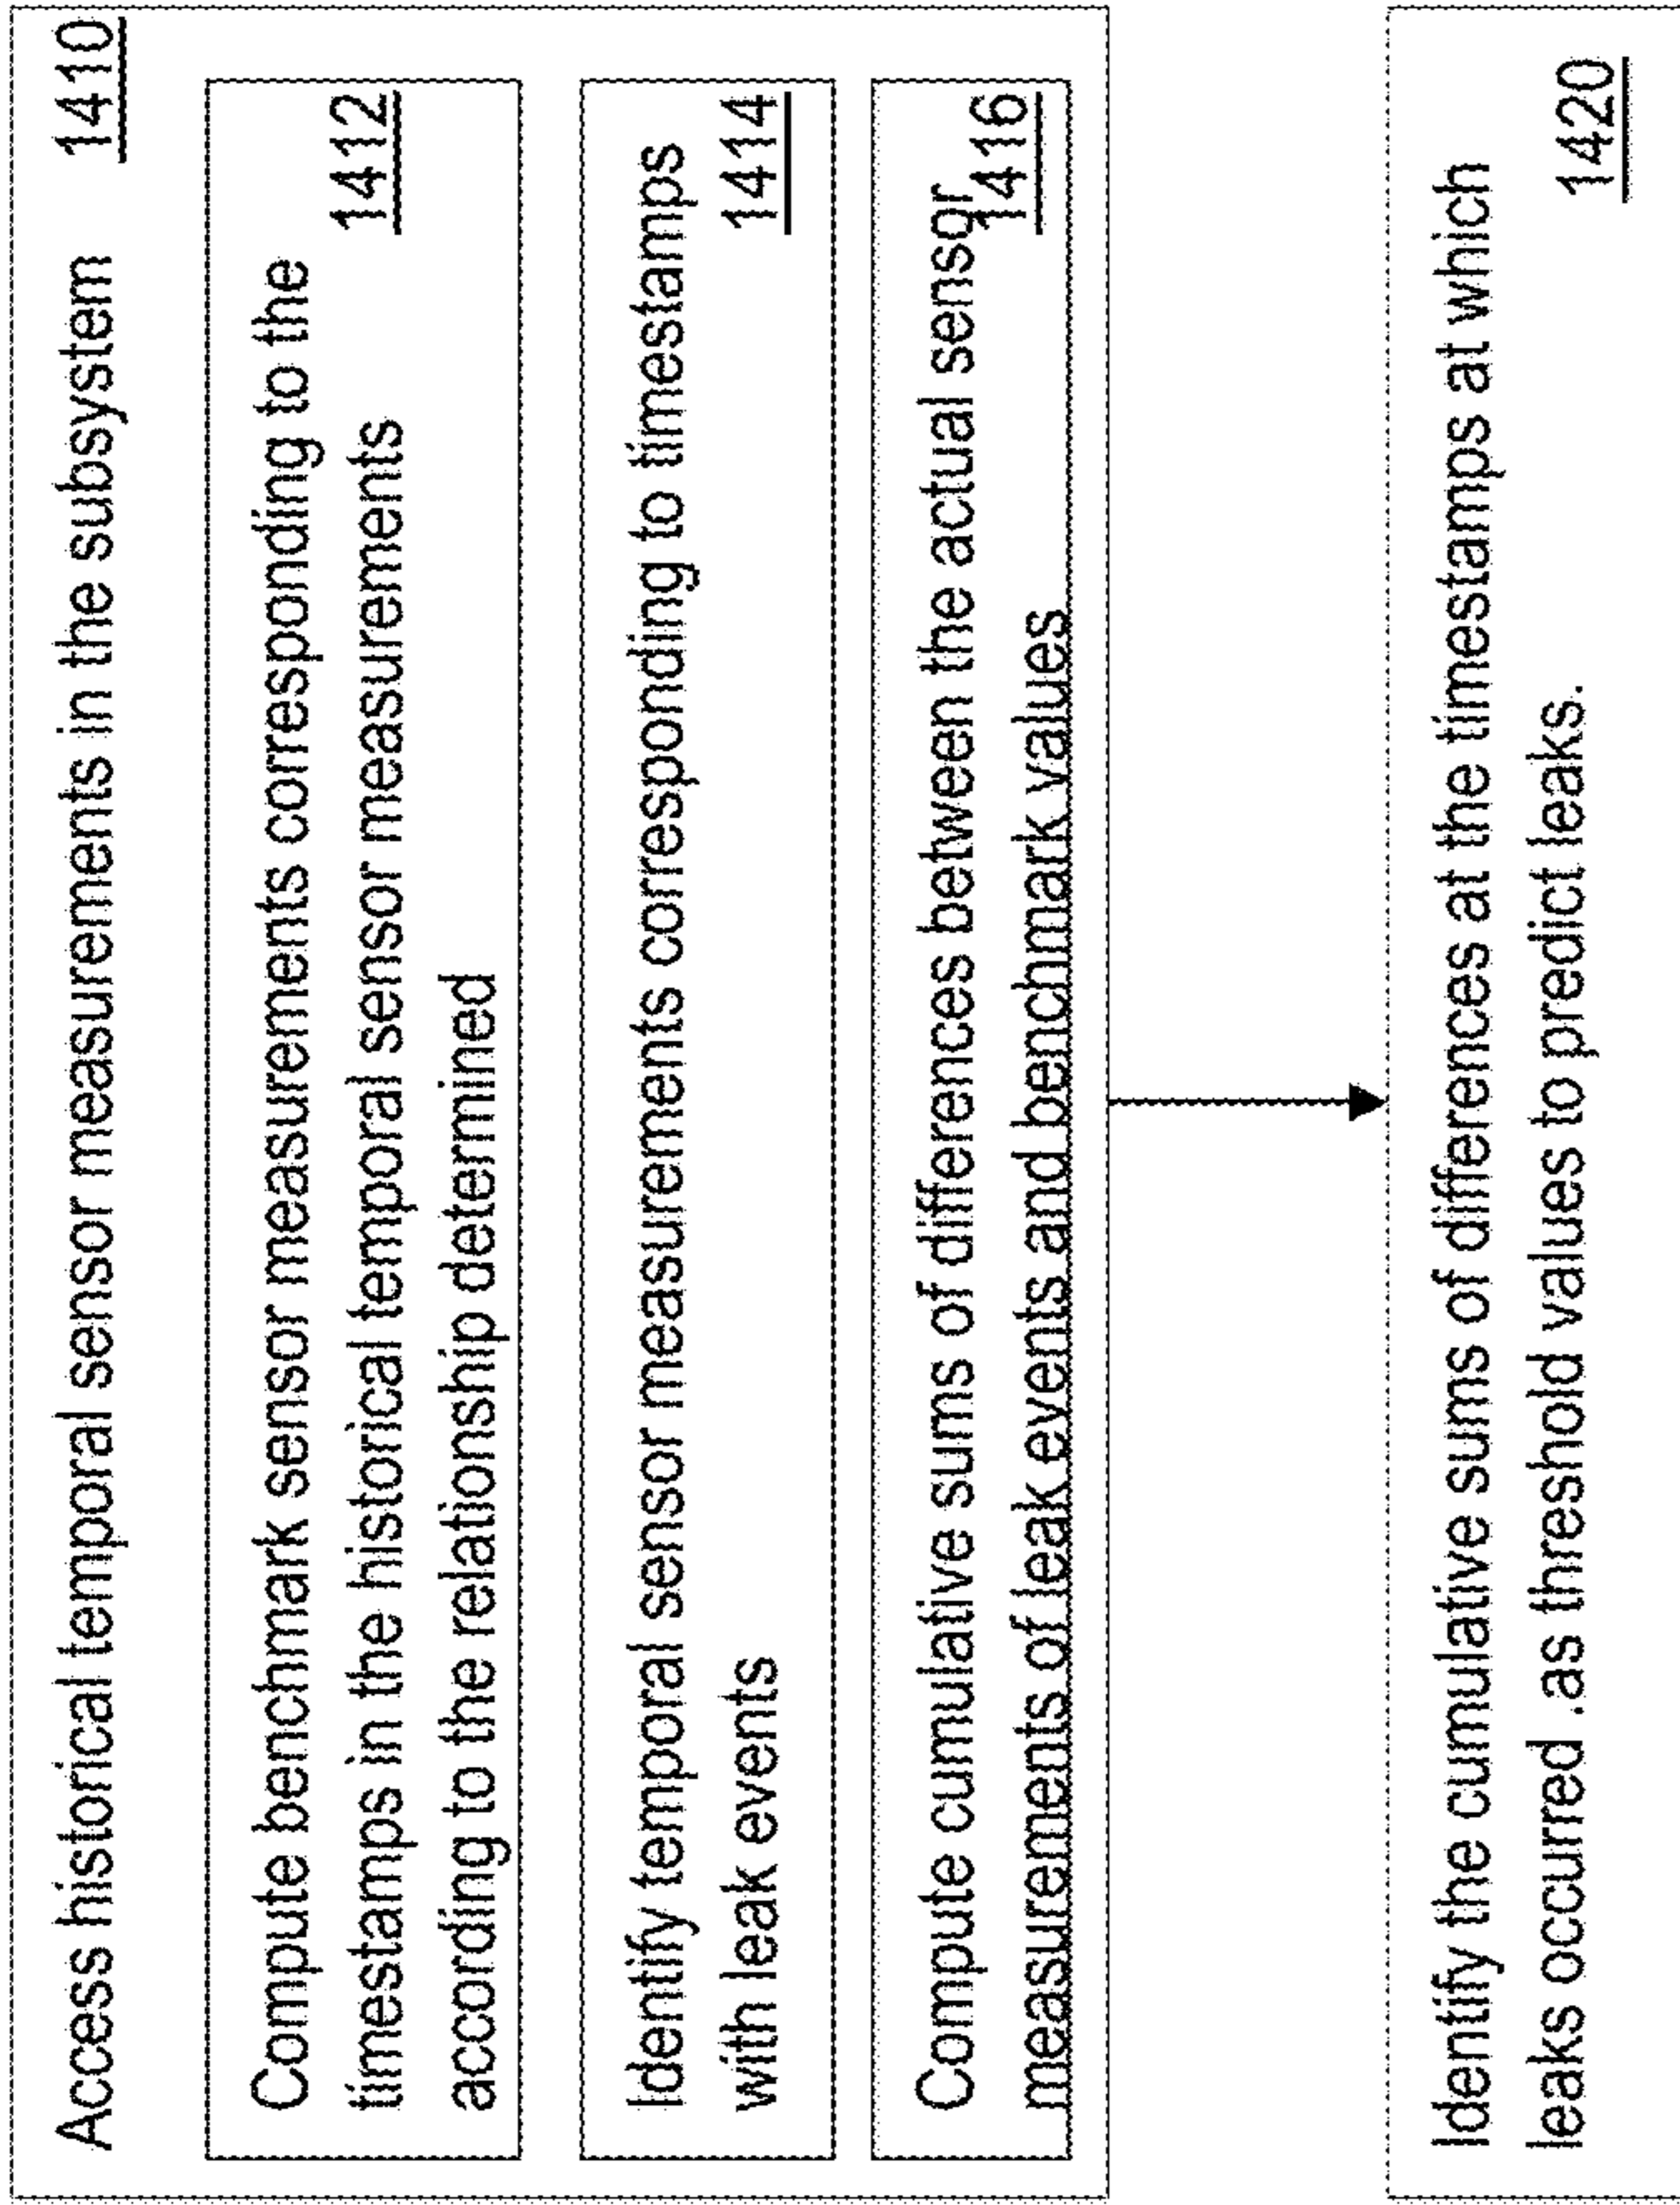 Access historical temporal sensor measurements in the subsystem 1410
Compute benchmark sensor measurements corresponding to the
timestamps in the historical temporal sensor measurements 1412
according to the relationship determined
Identify temporal sensor measurements corresponding to timestamps
with leak events 1414
Compute cumulative sums of differences between the actual sensor
measurements of leak events and benchmark values 1416
Identify the cumulative sums of differences at the timestamps at which
leaks occurred .as threshold values to predict leaks. 1420